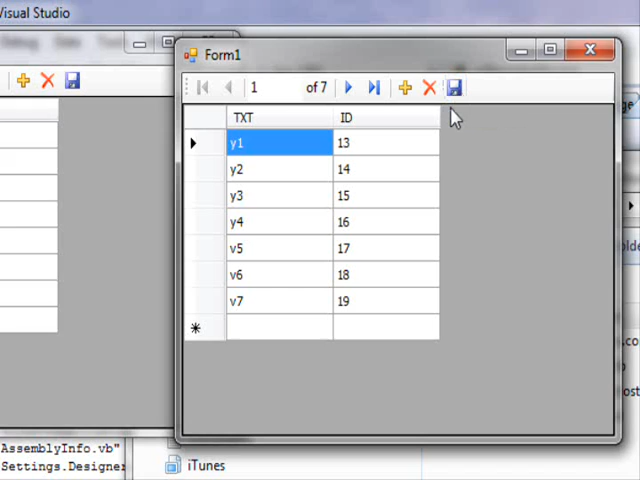 Visual Studio
Form1
1 of 7
TXT ID
y1 13
y2 14
y3 15
y4 16
v5 17
v6 18
v7 19
AssemblyInfo.vb"
Settings.Designer
iTunes